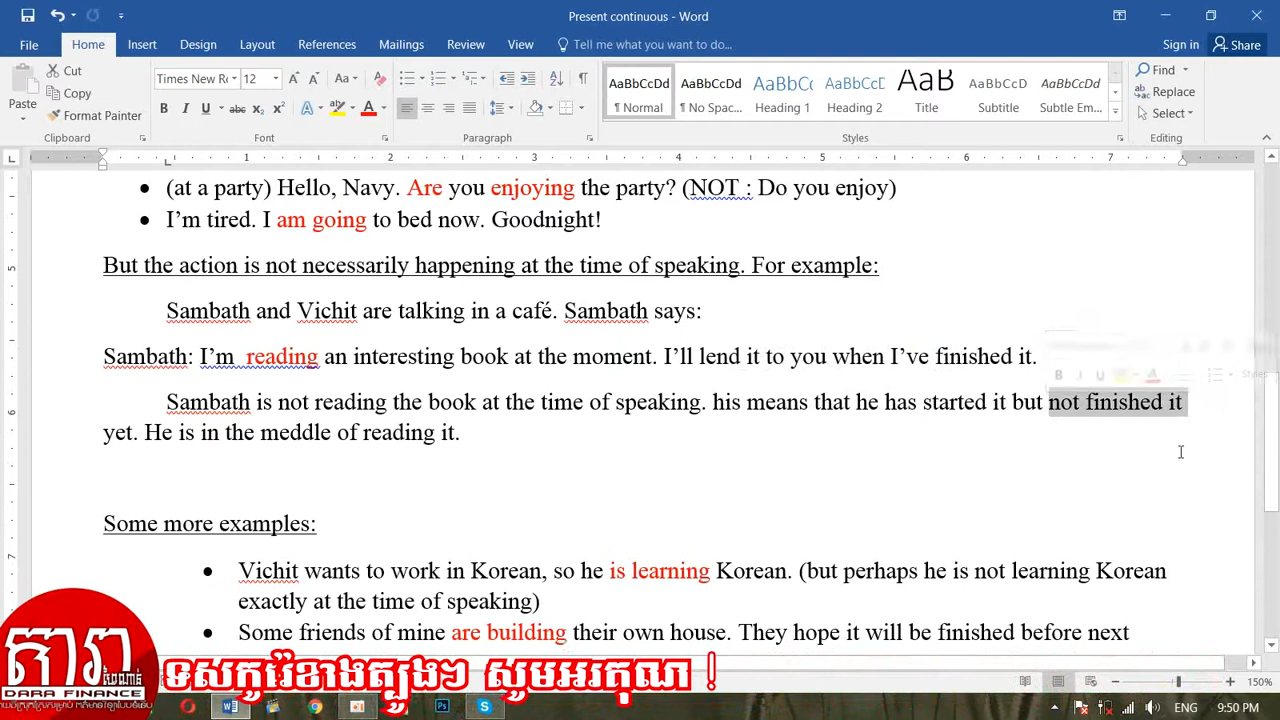 Present continuous - Word
File Home Insert Design Layout References Mailings Review View Tell me what you want to do... Sign in Share
Paste Cut Copy Format Painter Clipboard
Times New Ro 12 Font
Paragraph
AaBbCcDd ¶ Normal AaBbCcDd ¶ No Spac... AaBbCc Heading 1 AaBbCcD Heading 2 AaB Title AaBbCcD Subtitle AaBbCcDd Subtle Em... Styles
Find Replace Select Editing
(at a party) Hello, Navy. Are you enjoying the party? (NOT : Do you enjoy)
I’m tired. I am going to bed now. Goodnight!
But the action is not necessarily happening at the time of speaking. For example:
Sambath and Vichit are talking in a café. Sambath says:
Sambath: I’m reading an interesting book at the moment. I’ll lend it to you when I’ve finished it.
Sambath is not reading the book at the time of speaking. his means that he has started it but not finished it
yet. He is in the meddle of reading it.
Some more examples:
Vichit wants to work in Korean, so he is learning Korean. (but perhaps he is not learning Korean
exactly at the time of speaking)
Some friends of mine are building their own house. They hope it will be finished before next
តារា
DARA FINANCE
សូមអរគុណ !
150%
ENG 9:50 PM